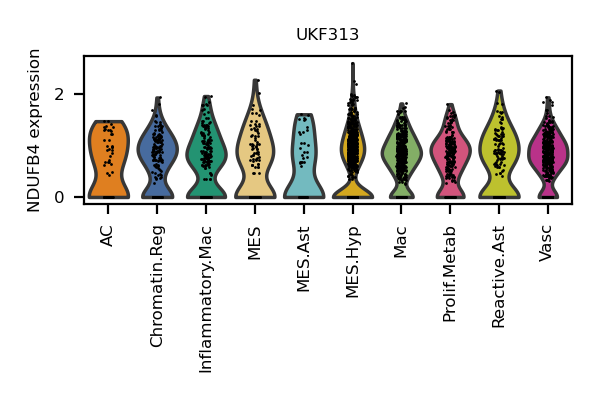 UKF313
NDUFB4 expression
2
0
AC
Chromatin.Reg
Inflammatory.Mac
MES
MES.Ast
MES.Hyp
Mac
Prolif.Metab
Reactive.Ast
Vasc